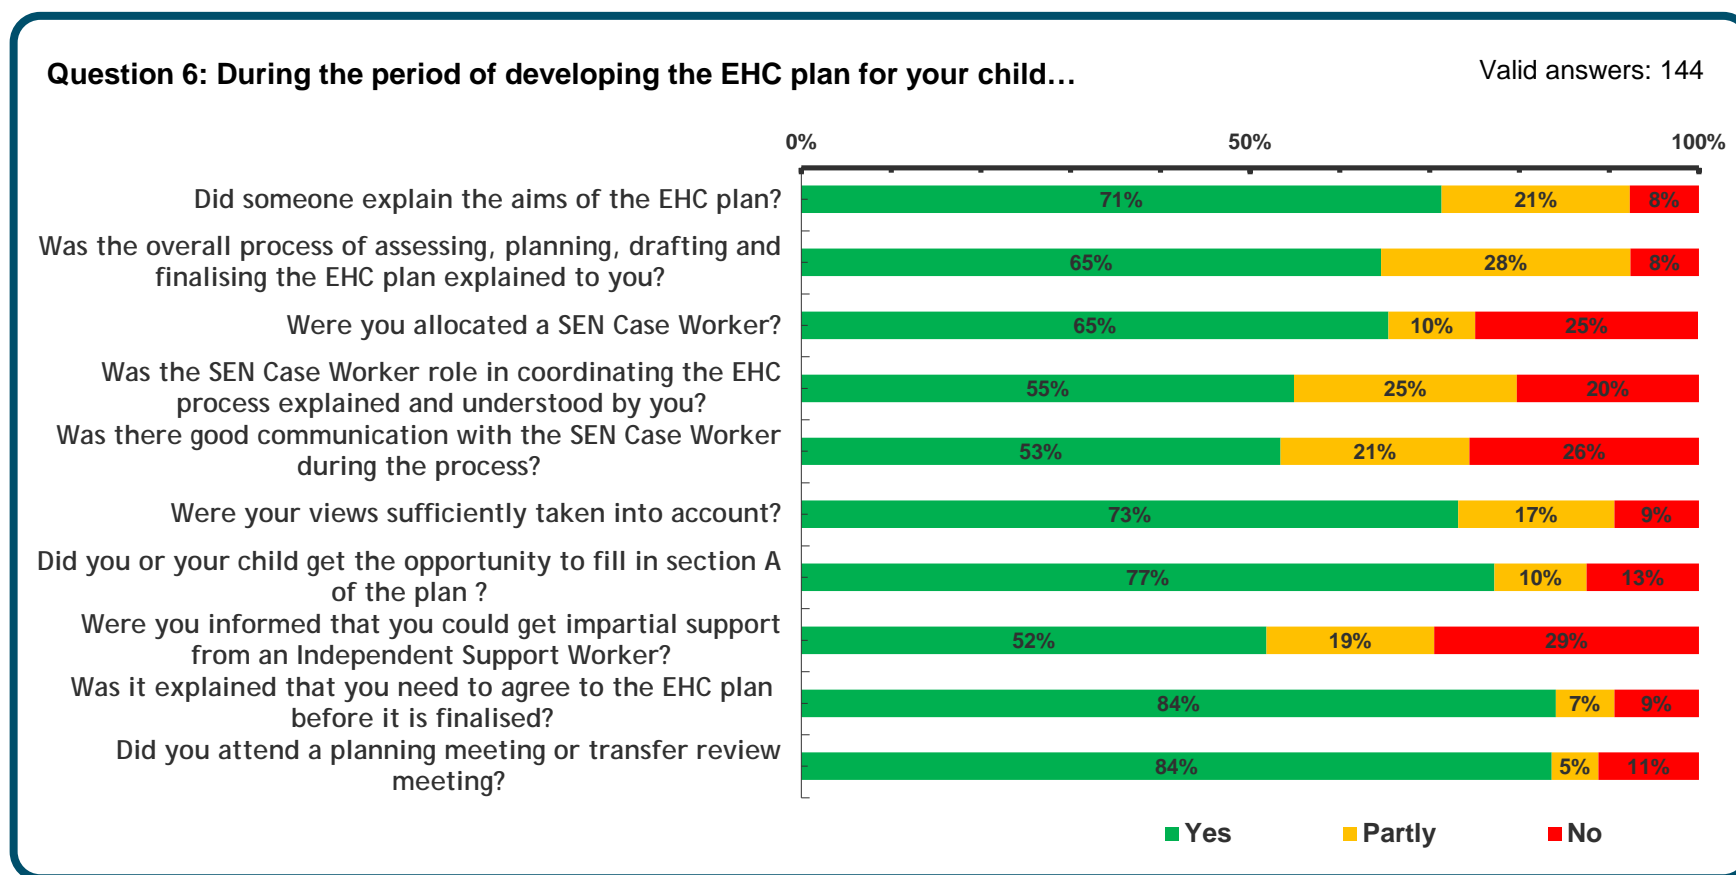 Question 6: During the period of developing the EHC plan for your child…
Valid answers: 144
0% 50% 100%
Did someone explain the aims of the EHC plan?
71% 21% 8%
Was the overall process of assessing, planning, drafting and
finalising the EHC plan explained to you?
65% 28% 8%
Were you allocated a SEN Case Worker?
65% 10% 25%
Was the SEN Case Worker role in coordinating the EHC
process explained and understood by you?
55% 25% 20%
Was there good communication with the SEN Case Worker
during the process?
53% 21% 26%
Were your views sufficiently taken into account?
73% 17% 9%
Did you or your child get the opportunity to fill in section A
of the plan ?
77% 10% 13%
Were you informed that you could get impartial support
from an Independent Support Worker?
52% 19% 29%
Was it explained that you need to agree to the EHC plan
before it is finalised?
84% 7% 9%
Did you attend a planning meeting or transfer review
meeting?
84% 5% 11%
Yes Partly No